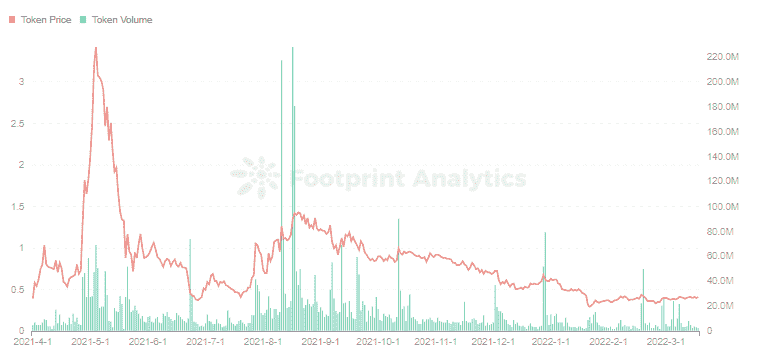 Token Price Token Volume
3
2.5
2
1.5
1
0.5
0
220.0M
200.0M
180.0M
160.0M
140.0M
120.0M
100.0M
80.0M
60.0M
40.0M
20.0M
0
Footprint Analytics
2021-4-1 2021-5-1 2021-6-1 2021-7-1 2021-8-1 2021-9-1 2021-10-1 2021-11-1 2021-12-1 2022-1-1 2022-2-1 2022-3-1